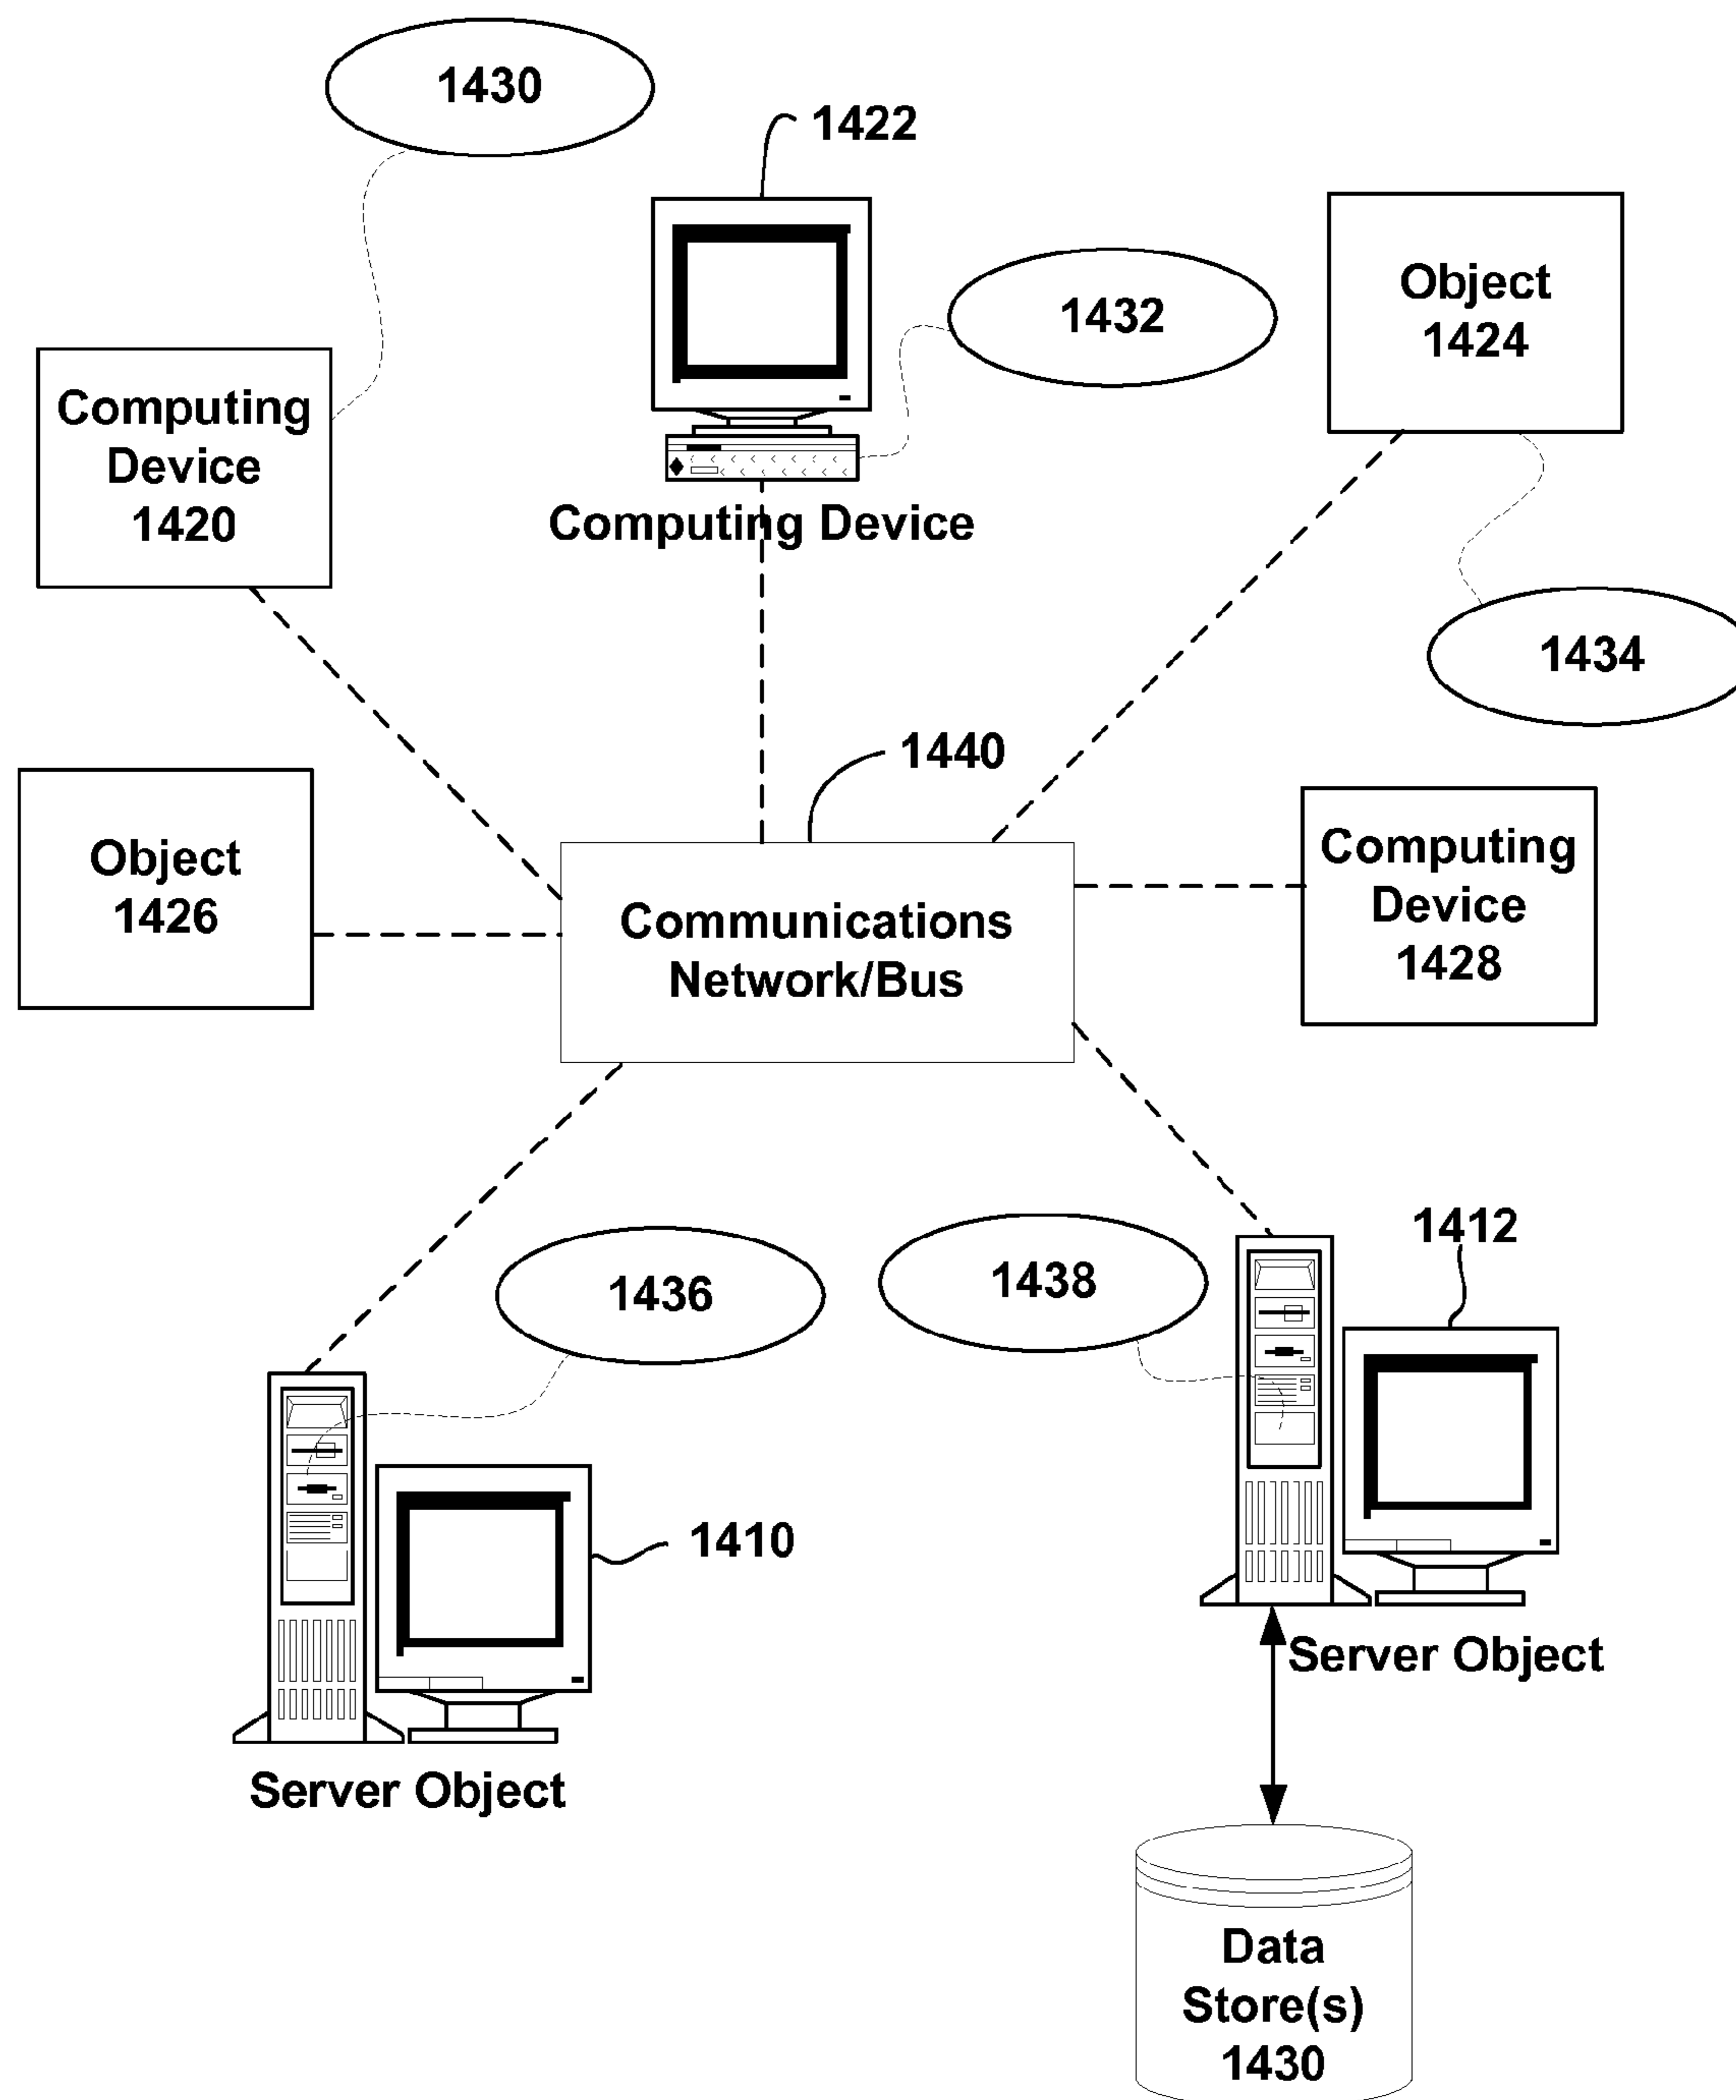 1430
1422
1432
Object
1424
Computing
Device
1420
Computing Device
1434
1440
Object
1426
Communications
Network/Bus
Computing
Device
1428
1436
1438
1412
1410
Server Object
Server Object
Data
Store(s)
1430